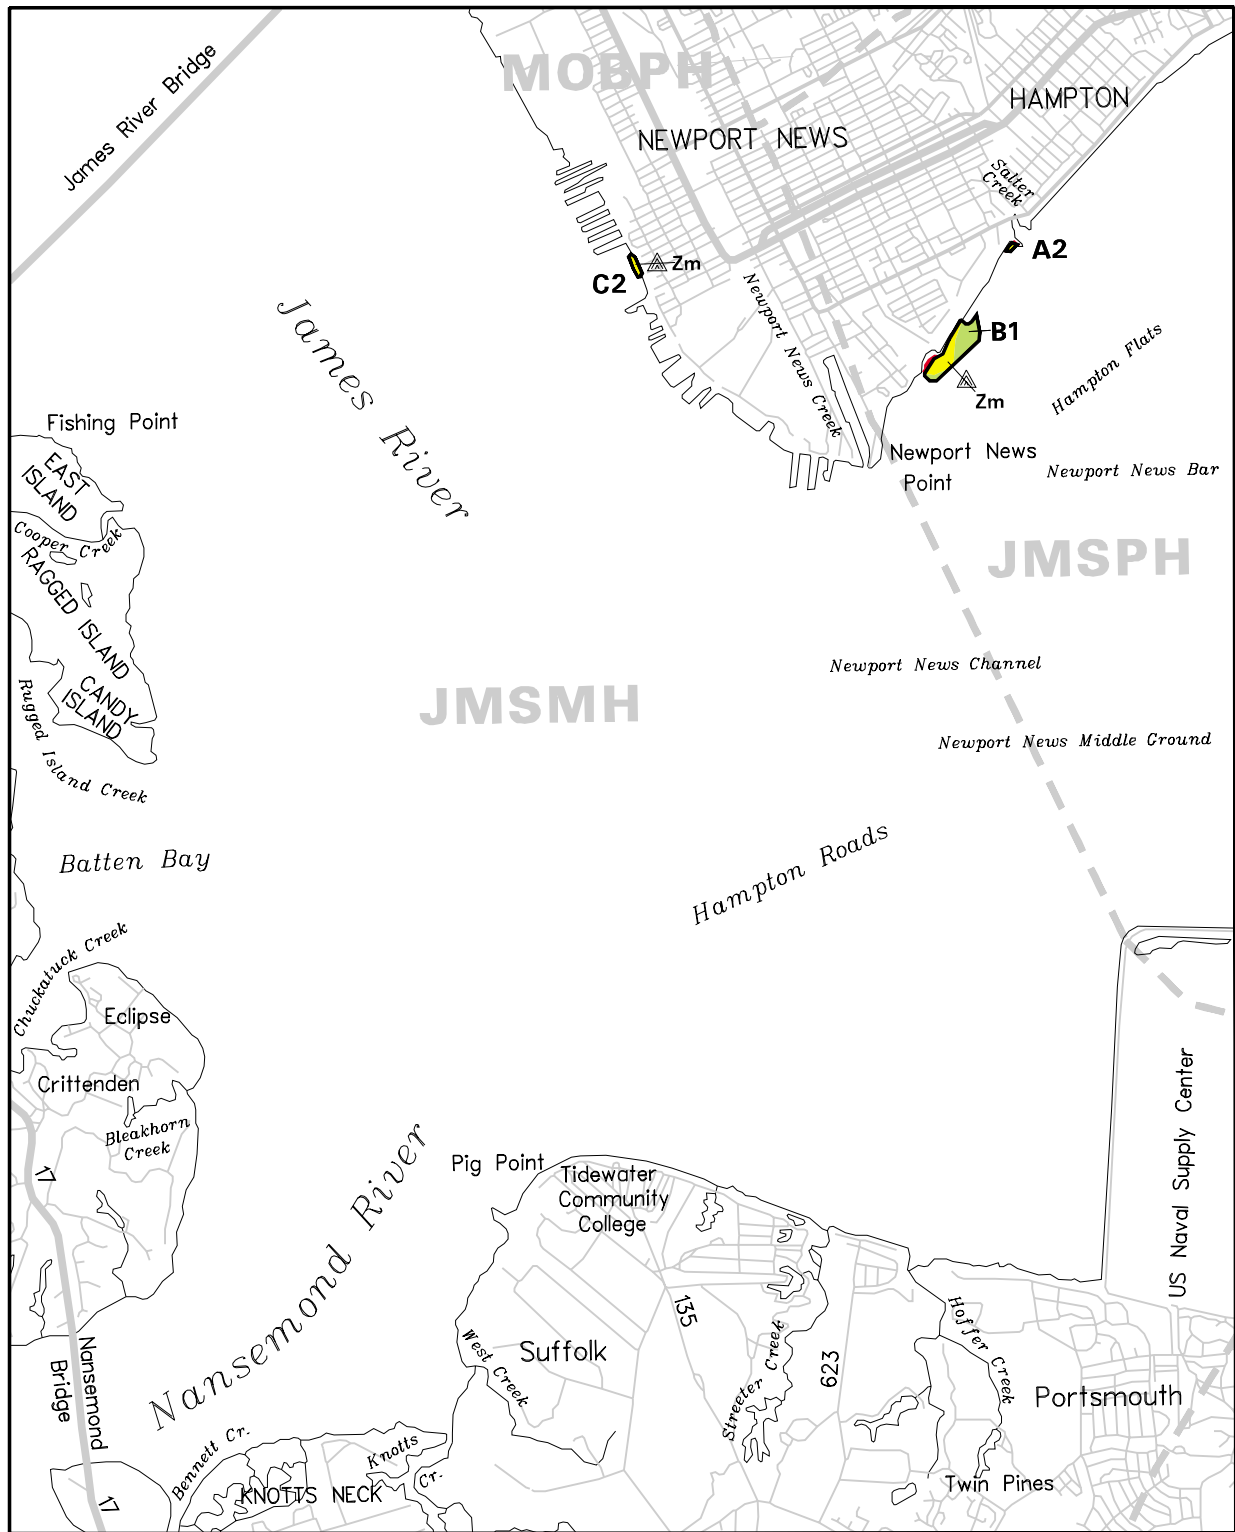 MOBPH
James River Bridge
HAMPTON
NEWPORT NEWS
Salter
Creek
A2
Zm
C2
B1
Newport News Creek
Hampton Flats
James River
Zm
Fishing Point
EAST
ISLAND
Newport News
Point
Newport News Bar
Cooper Creek
RAGGED ISLAND
JMSPH
Newport News Channel
CANDY
ISLAND
JMSMH
Rugged Island Creek
Newport News Middle Ground
Batten Bay
Hampton Roads
Chuckatuck Creek
Eclipse
Crittenden
Bleakhorn
Creek
US Naval Supply Center
17
Pig Point
Tidewater
Community
College
Nansemond River
135
Hoffer Creek
West Creek
Suffolk
Streeter Creek
623
Nansemond
Bridge
Portsmouth
Bennett Cr.
Knotts
Cr.
KNOTTS NECK
Twin Pines
17